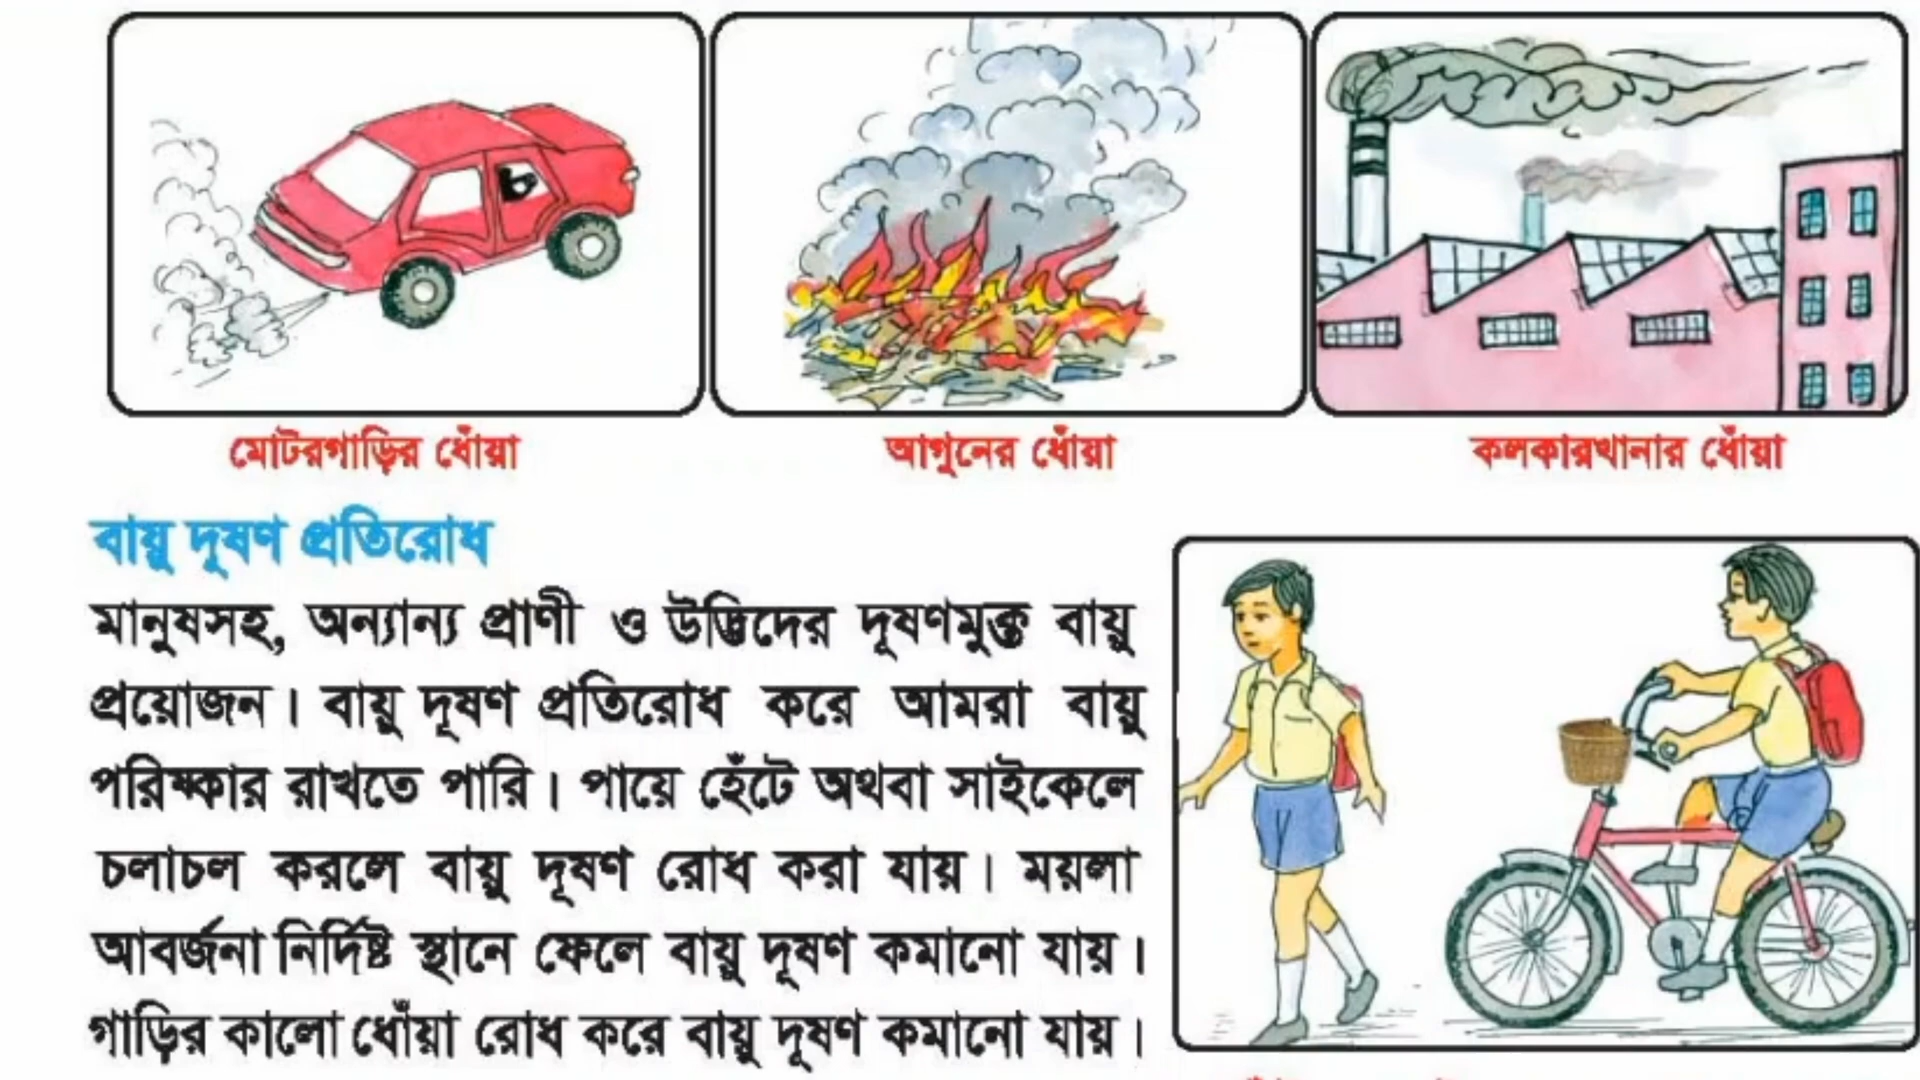 মোটরগাড়ির ধোঁয়া
আগুনের ধোঁয়া
কলকারখানার ধোঁয়া
বায়ু দূষণ প্রতিরোধ
মানুষসহ, অন্যান্য প্রাণী ও উদ্ভিদের দূষণমুক্ত বায়ু
প্রয়োজন। বায়ু দূষণ প্রতিরোধ করে আমরা বায়ু
পরিষ্কার রাখতে পারি। পায়ে হেঁটে অথবা সাইকেলে
চলাচল করলে বায়ু দূষণ রোধ করা যায়। ময়লা
আবর্জনা নির্দিষ্ট স্থানে ফেলে বায়ু দূষণ কমানো যায়।
গাড়ির কালো ধোঁয়া রোধ করে বায়ু দূষণ কমানো যায়।